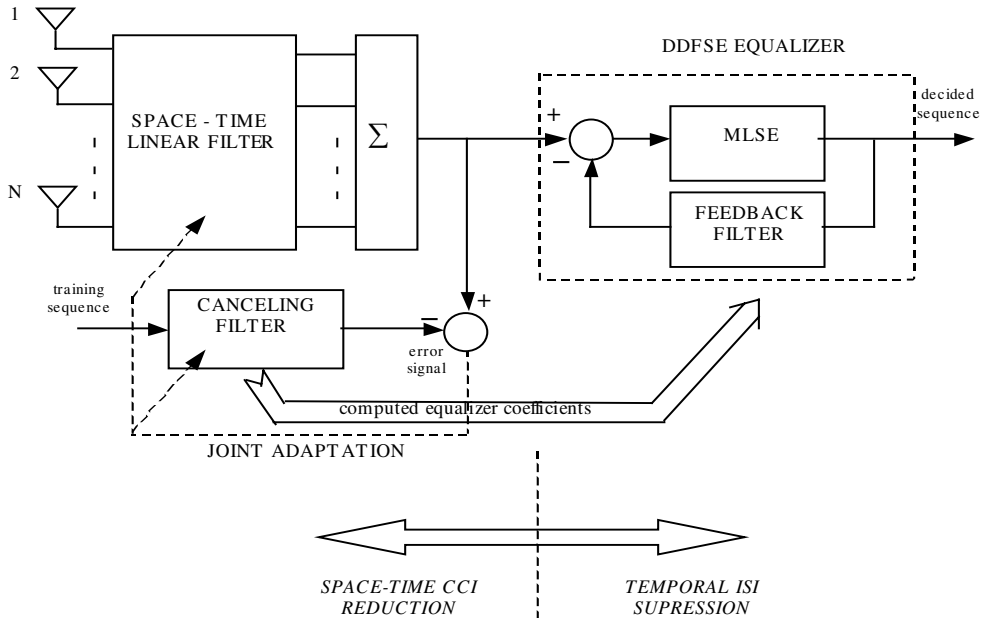 1
2
N
SPACE - TIME
LINEAR FILTER
Σ
DDFSE EQUALIZER
decided
sequence
+
−
MLSE
FEEDBACK
FILTER
training
sequence
CANCELING
FILTER
+
−
error
signal
computed equalizer coefficients
JOINT ADAPTATION
SPACE-TIME CCI
REDUCTION
TEMPORAL ISI
SUPRESSION